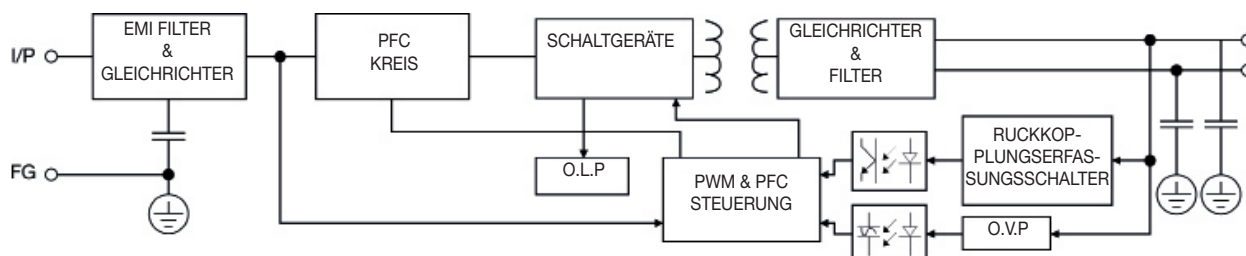 EMI FILTER
&
GLEICHRICHTER
PFC
KREIS
SCHALTGERÄTE
GLEICHRICHTER
&
FILTER
I/P
FG
O.L.P
PWM & PFC
STEUERUNG
RUCKKOP-
PLUNGSERFAS-
SUNGSSCHALTER
O.V.P